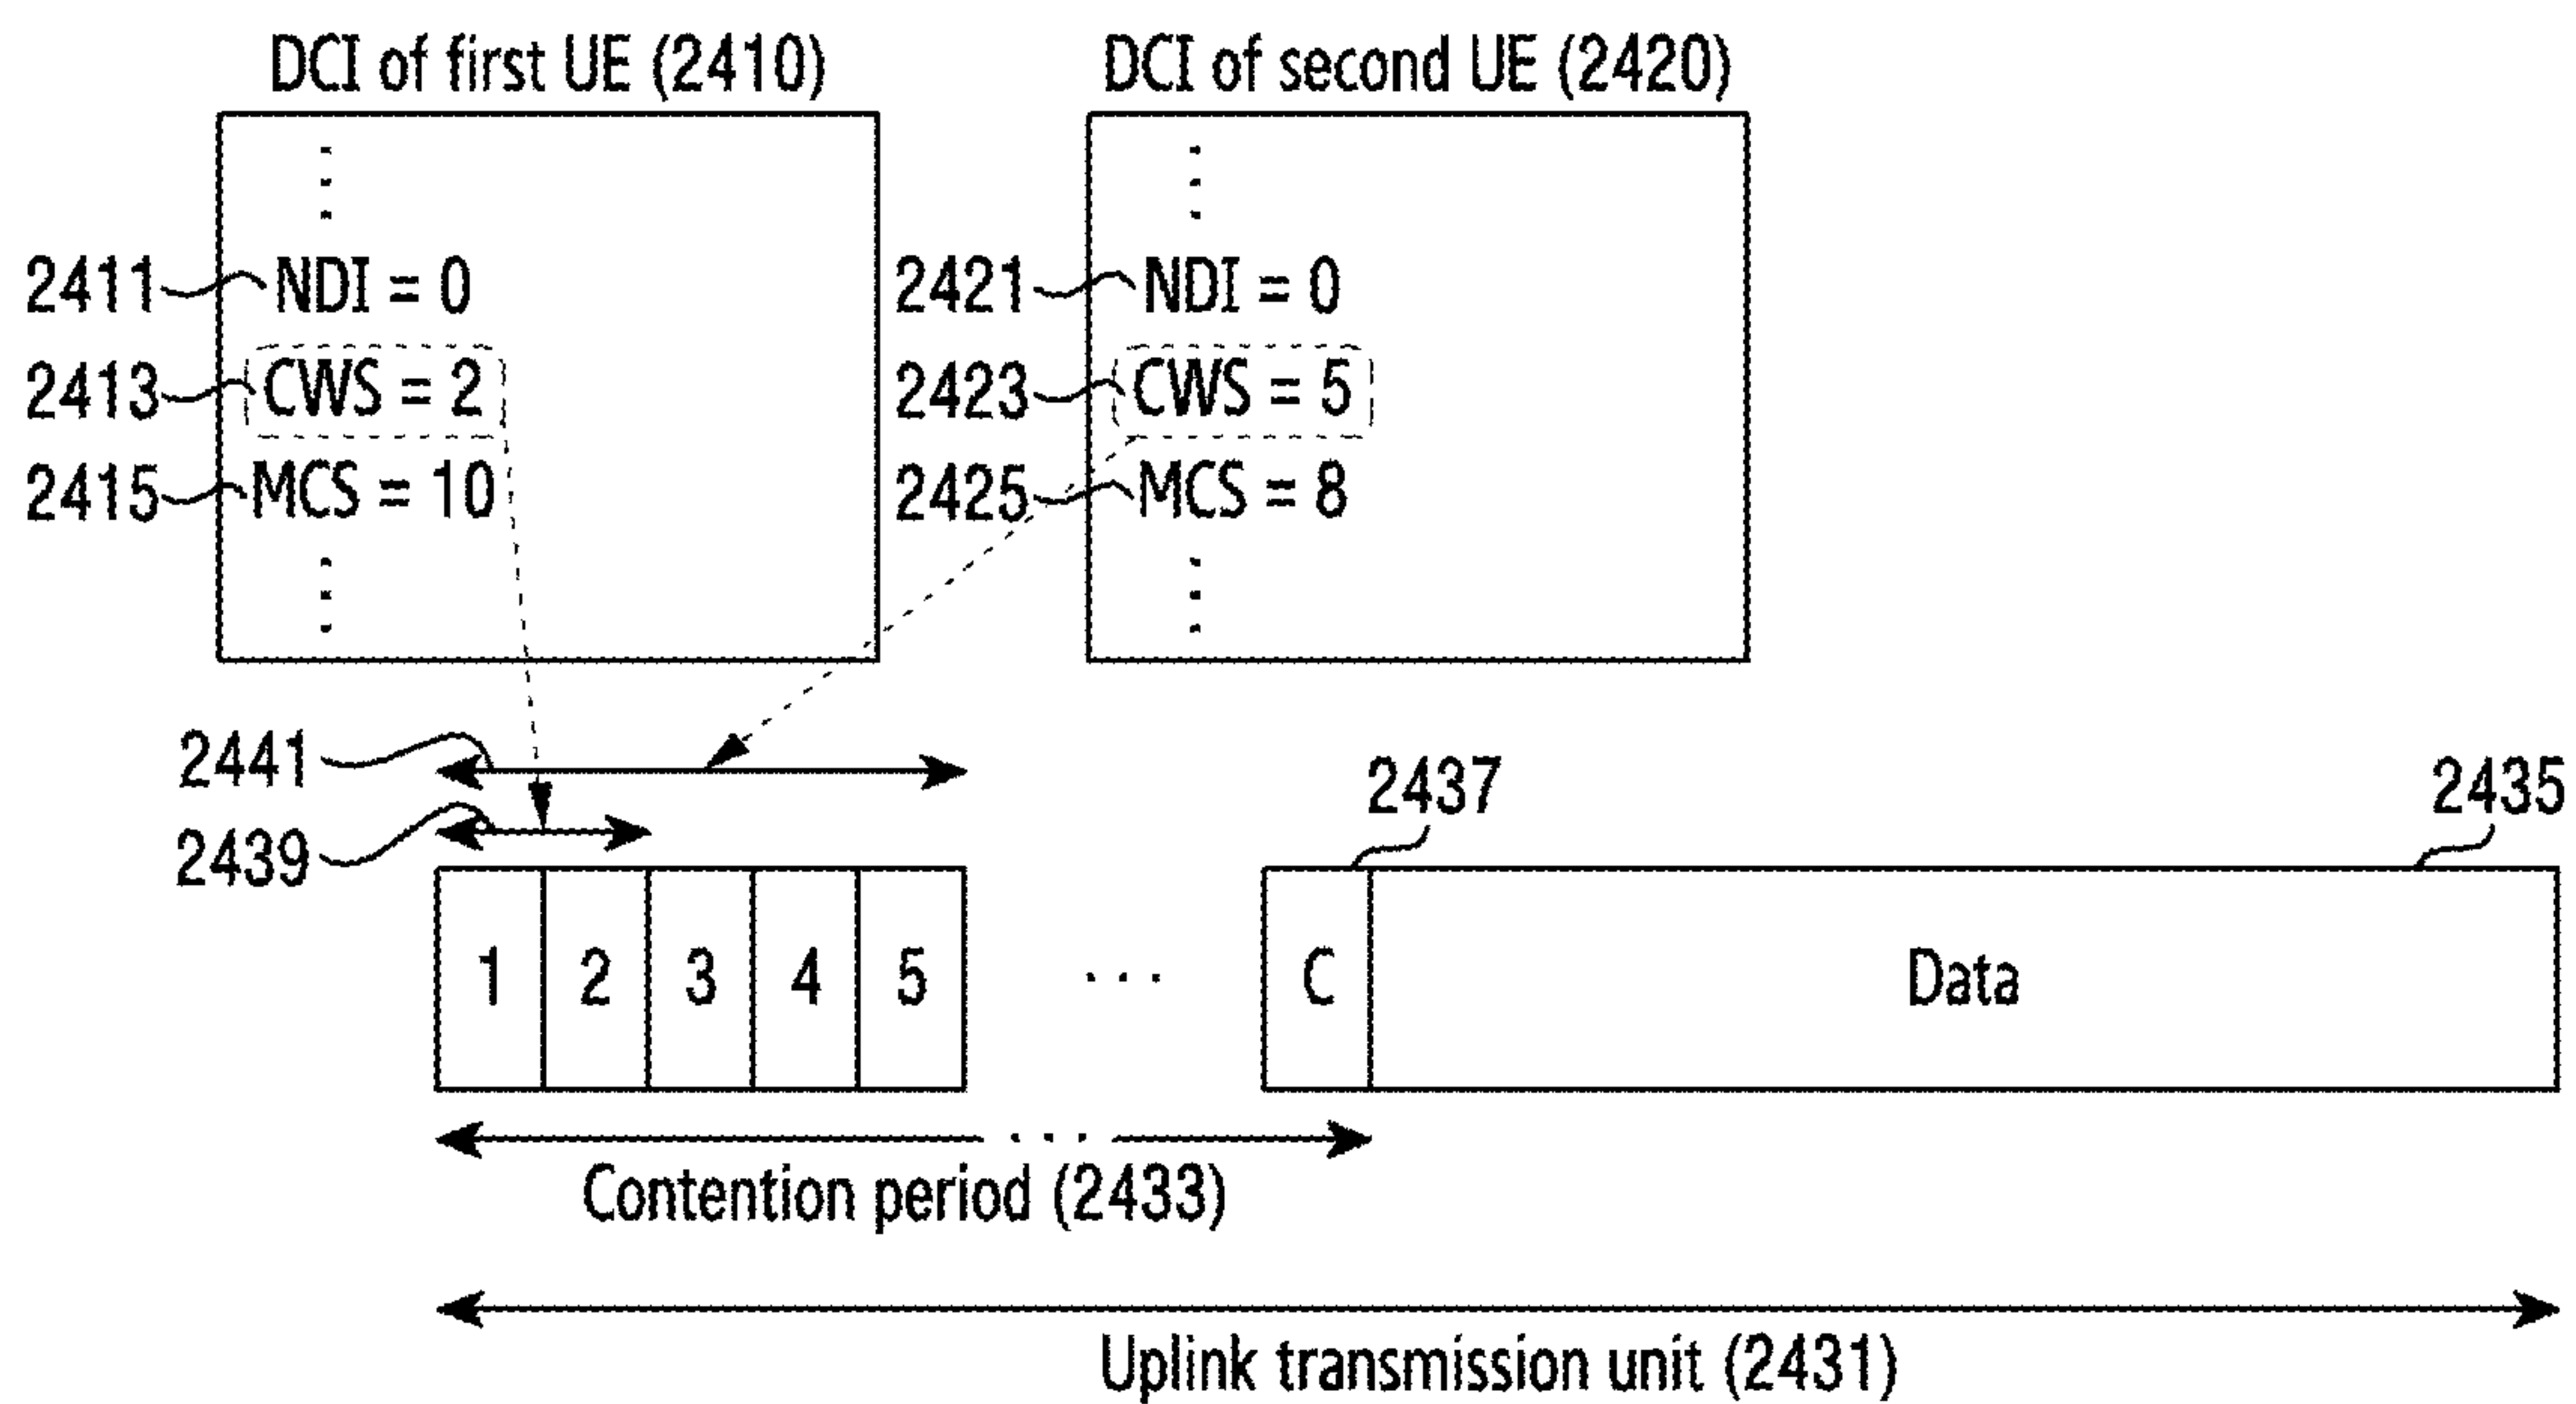 DCI of first UE (2410)
DCI of second UE (2420)
2411
NDI = 0
2413
CWS = 2
2415
MCS = 10
2421
NDI = 0
2423
CWS = 5
2425
MCS = 8
2441
2439
2437
2435
1 2 3 4 5 ... C Data
Contention period (2433)
Uplink transmission unit (2431)